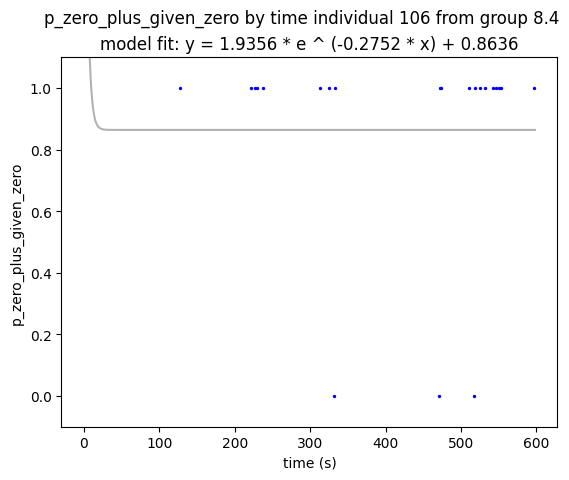 p_zero_plus_given_zero by time individual 106 from group 8.4
model fit: y = 1.9356 * e ^ (-0.2752 * x) + 0.8636
1.0
0.8
0.6
0.4
0.2
0.0
p_zero_plus_given_zero
0 100 200 300 400 500 600
time (s)